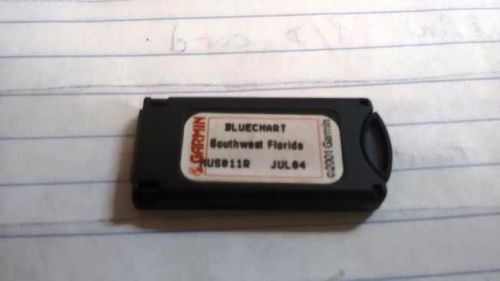 BLUECHART
Southwest Florida
MUS011R JUL04
GARMIN
©2001 Garmin